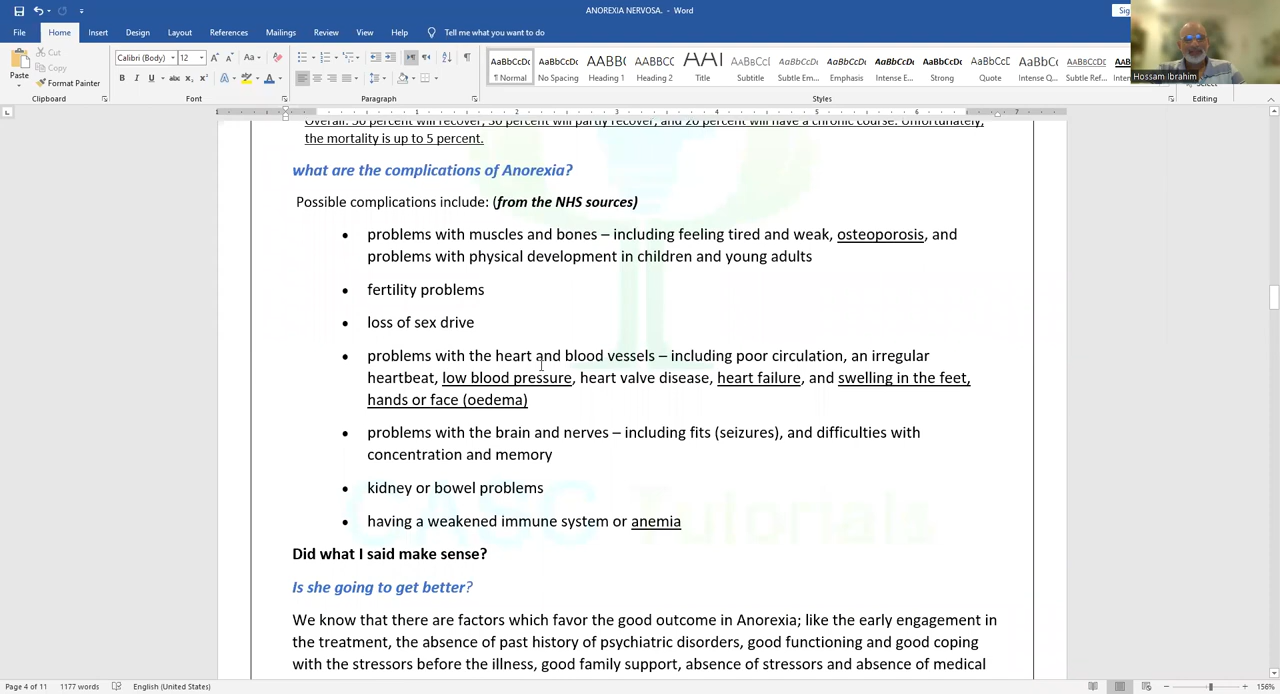 ANOREXIA NERVOSA. - Word
File Home Insert Design Layout References Mailings Review View Help Tell me what you want to do
Cut
Copy
Paste
Format Painter
Clipboard
Calibri (Body) 12
Font
Paragraph
AaBbCcDc AaBbCcDc AaBbC AaBbCc AaBbCcD
¶ Normal No Spacing Heading 1 Heading 2 Title Subtitle Subtle Em... Emphasis Intense E... Strong Quote Intense Q... Subtle Ref...
Styles
Editing
Hossam Ibrahim
the mortality is up to 5 percent.
what are the complications of Anorexia?
Possible complications include: (from the NHS sources)
• problems with muscles and bones – including feeling tired and weak, osteoporosis, and
problems with physical development in children and young adults
• fertility problems
• loss of sex drive
• problems with the heart and blood vessels – including poor circulation, an irregular
heartbeat, low blood pressure, heart valve disease, heart failure, and swelling in the feet,
hands or face (oedema)
• problems with the brain and nerves – including fits (seizures), and difficulties with
concentration and memory
• kidney or bowel problems
• having a weakened immune system or anemia
CASC Tutorials
Did what I said make sense?
Is she going to get better?
We know that there are factors which favor the good outcome in Anorexia; like the early engagement in
the treatment, the absence of past history of psychiatric disorders, good functioning and good coping
with the stressors before the illness, good family support, absence of stressors and absence of medical
Page 4 of 11 1177 words English (United States) 156%